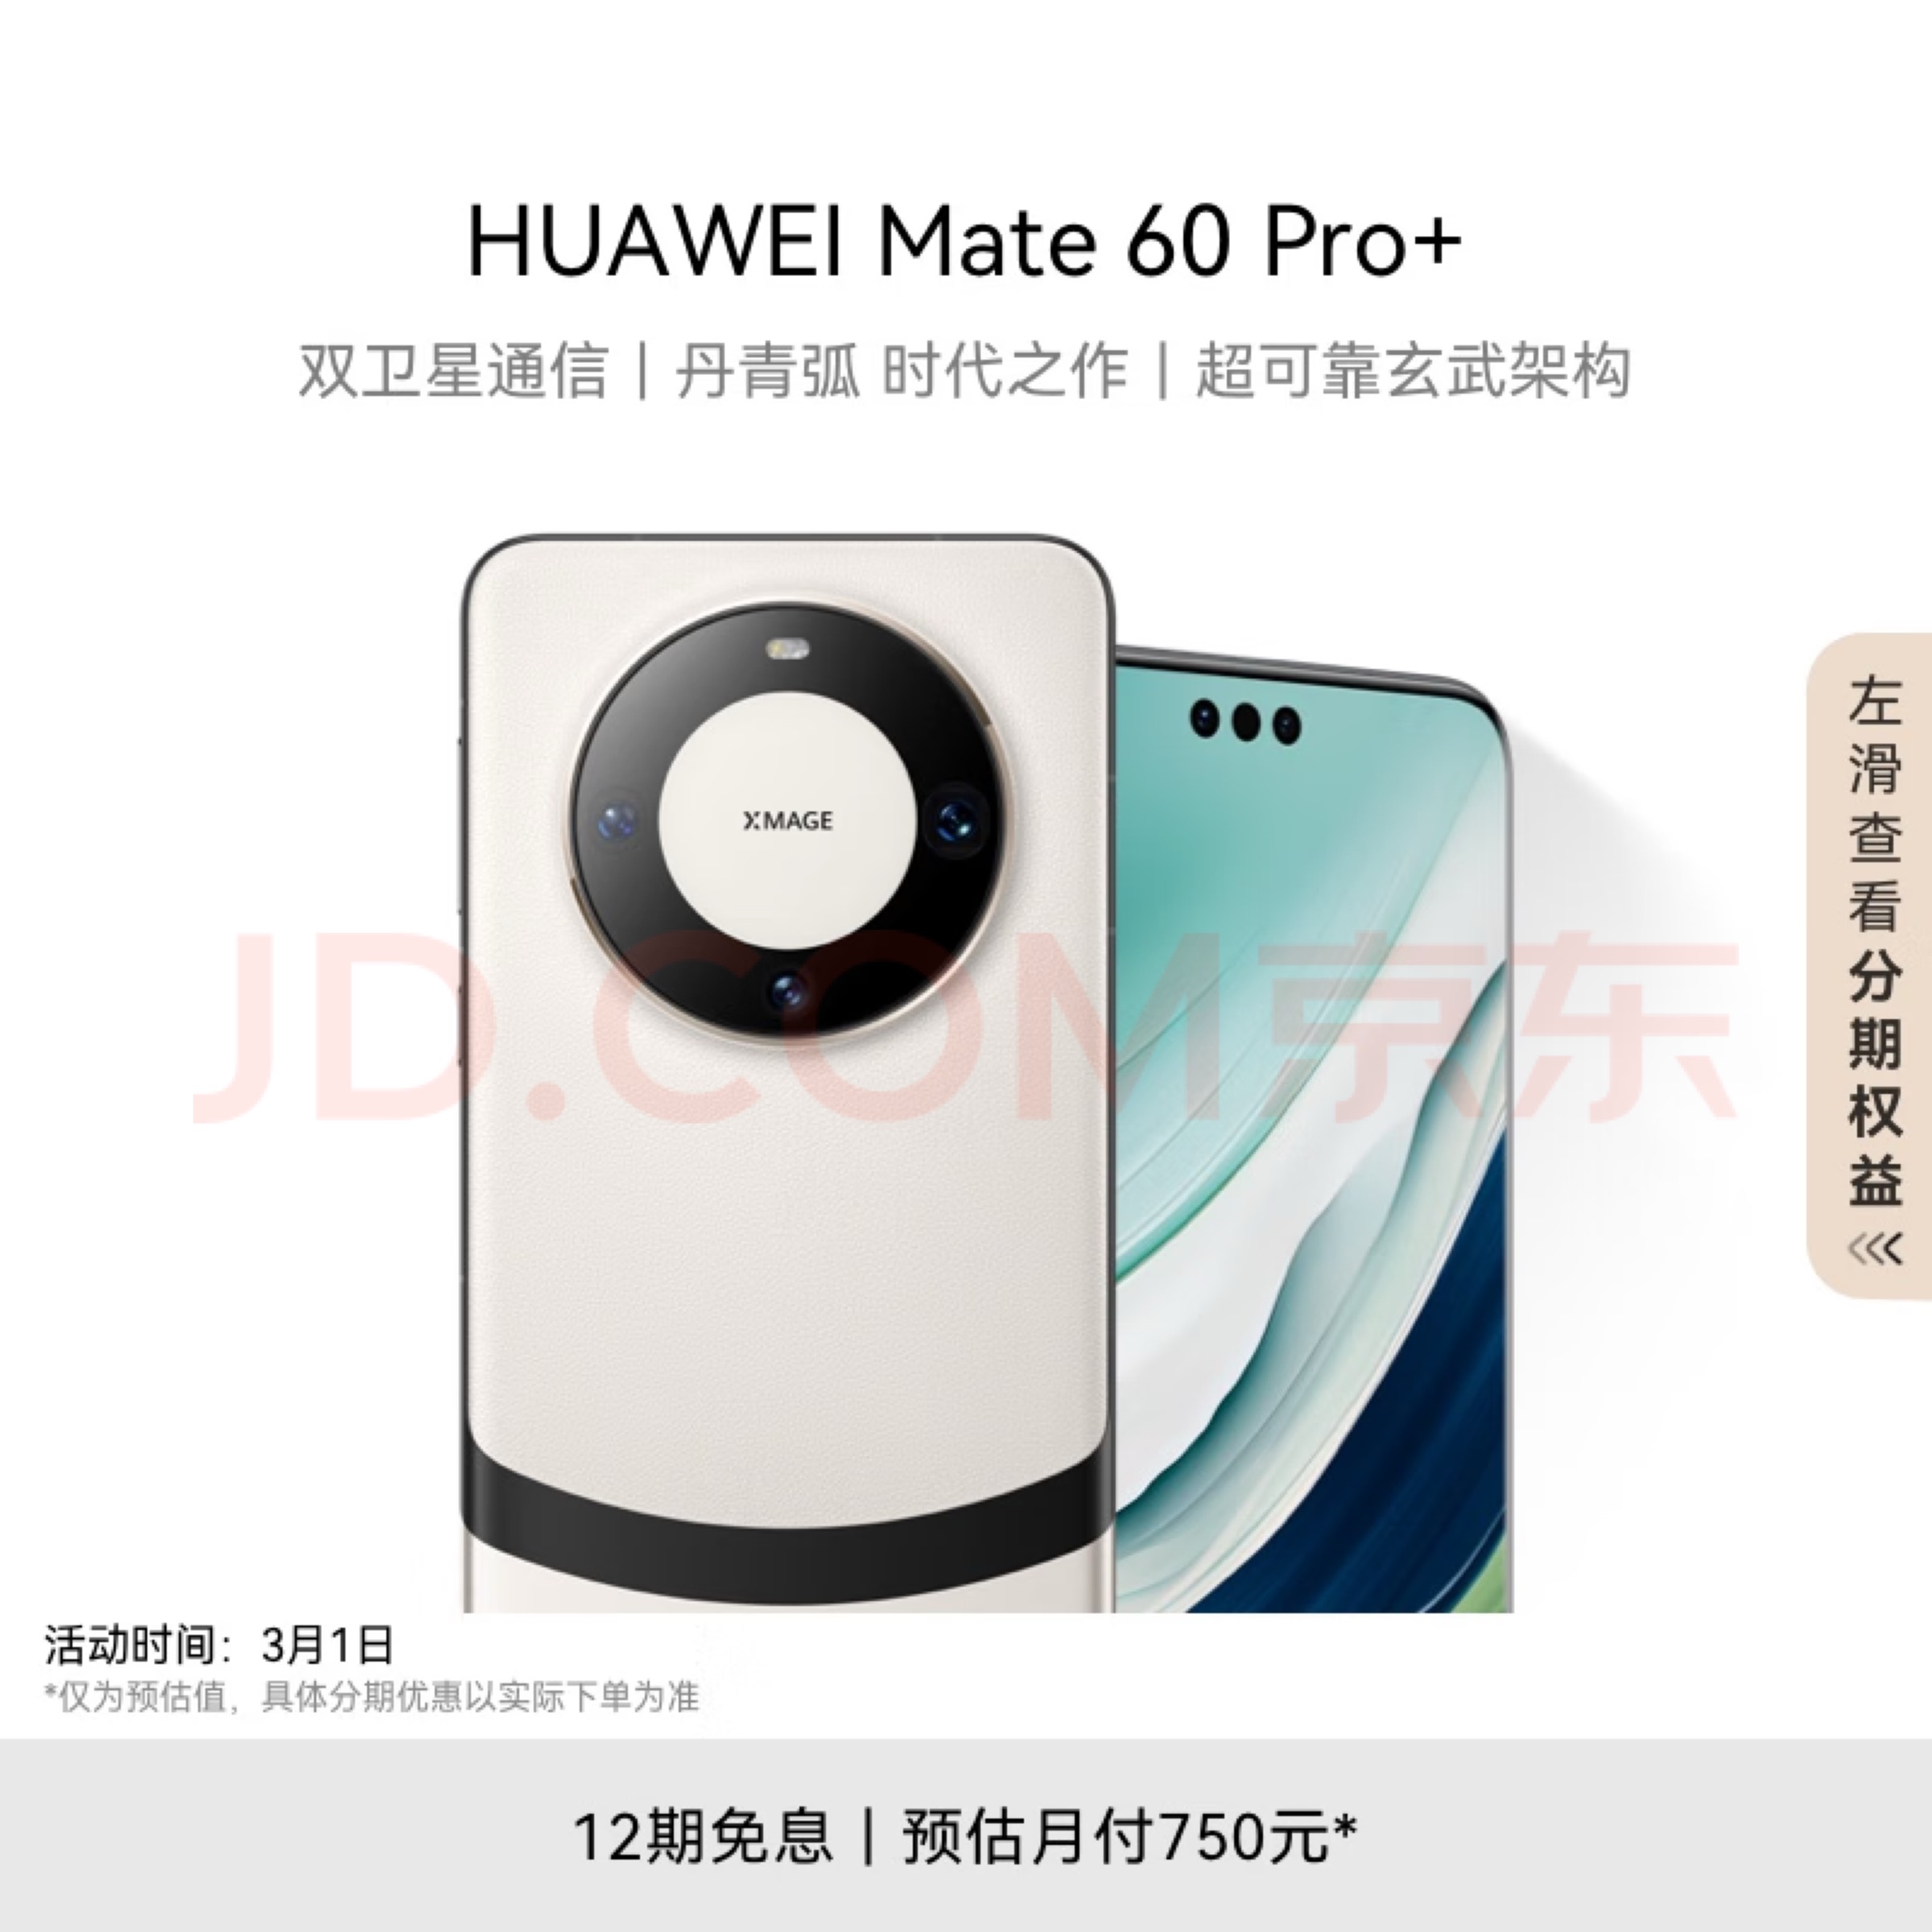 HUAWEI Mate 60 Pro+
双卫星通信 | 丹青弧 时代之作 | 超可靠玄武架构
XMAGE
JD.COM京东
左滑查看分期权益
活动时间：3月1日
*仅为预估值，具体分期优惠以实际下单为准
12期免息 | 预估月付750元*